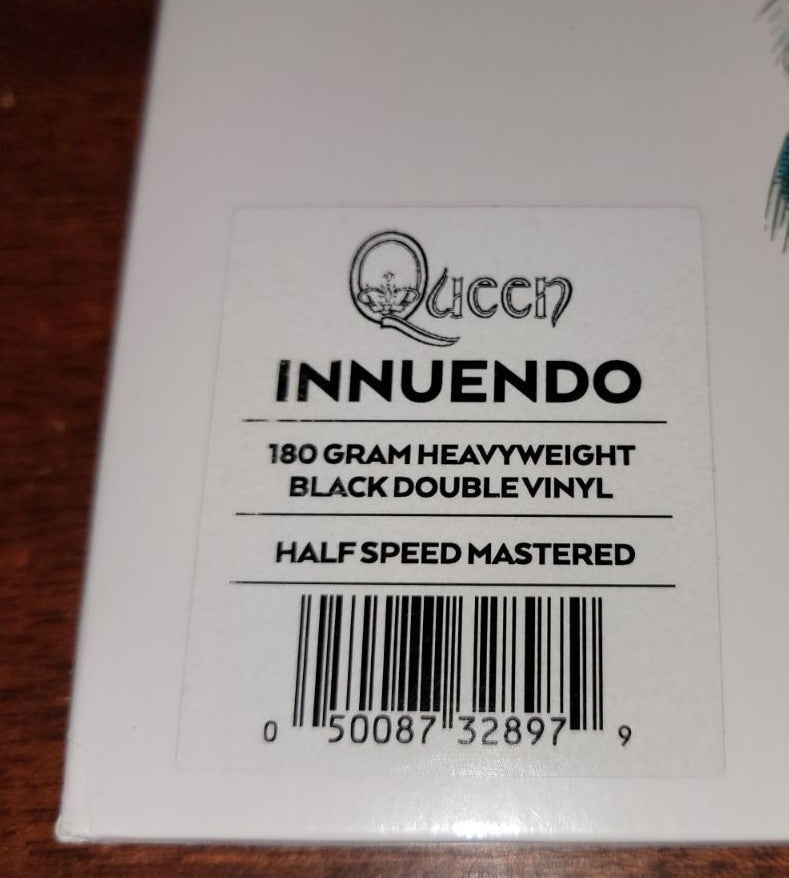 Queen
INNUENDO
180 GRAM HEAVYWEIGHT
BLACK DOUBLE VINYL
HALF SPEED MASTERED
0 50087 32897 9